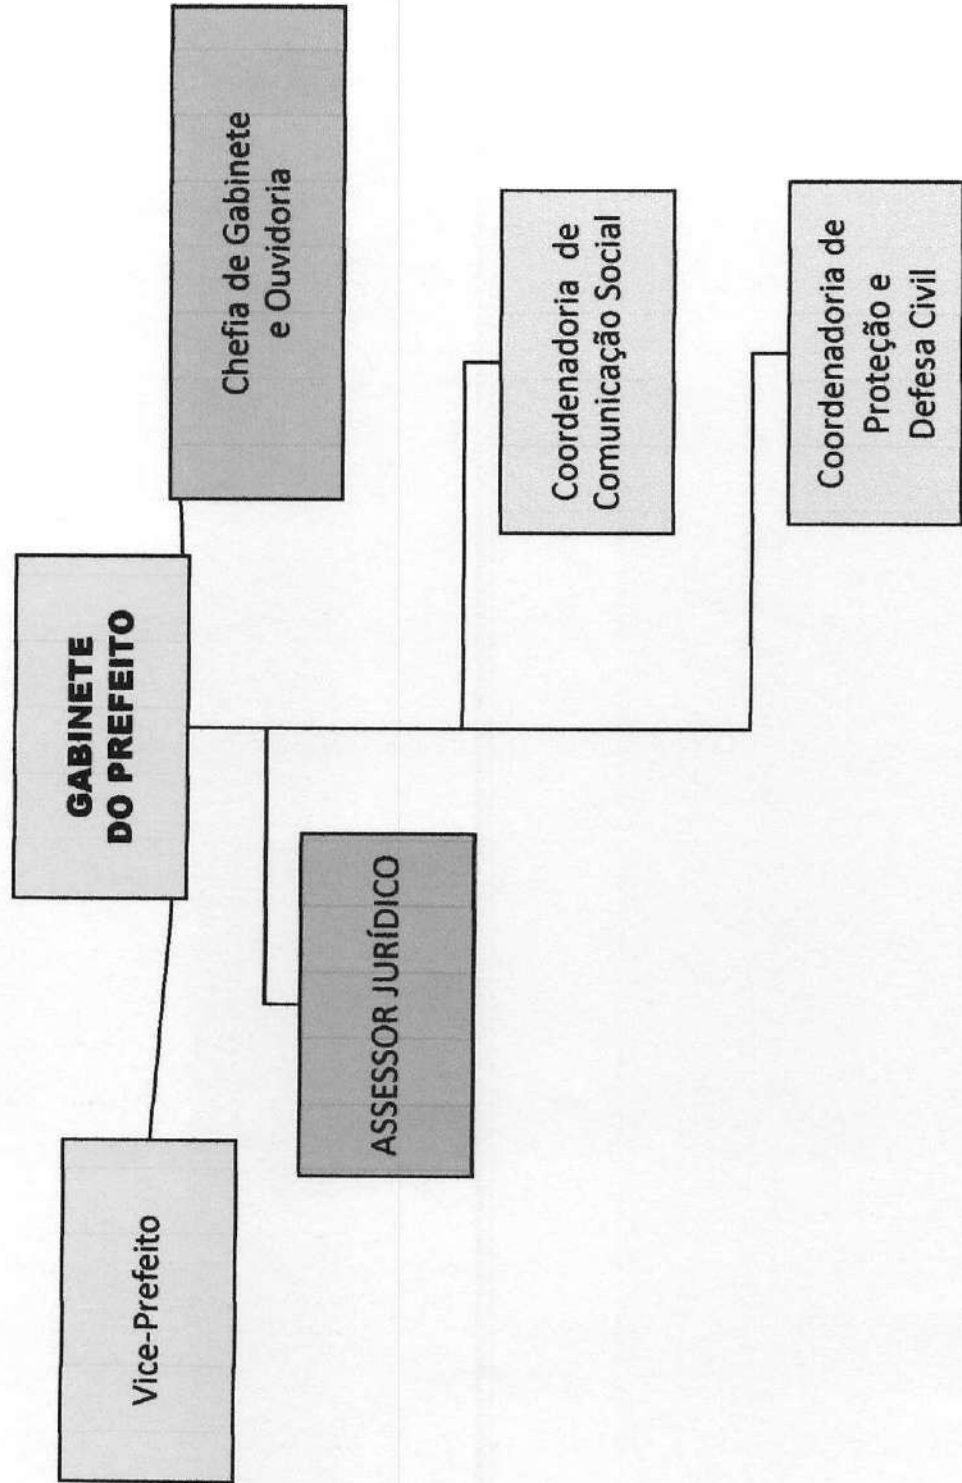 GABINETE
DO PREFEITO
Vice-Prefeito
Chefia de Gabinete
e Ouvidoria
ASSESSOR JURÍDICO
Coordenadoria de
Comunicação Social
Coordenadoria de
Proteção e
Defesa Civil